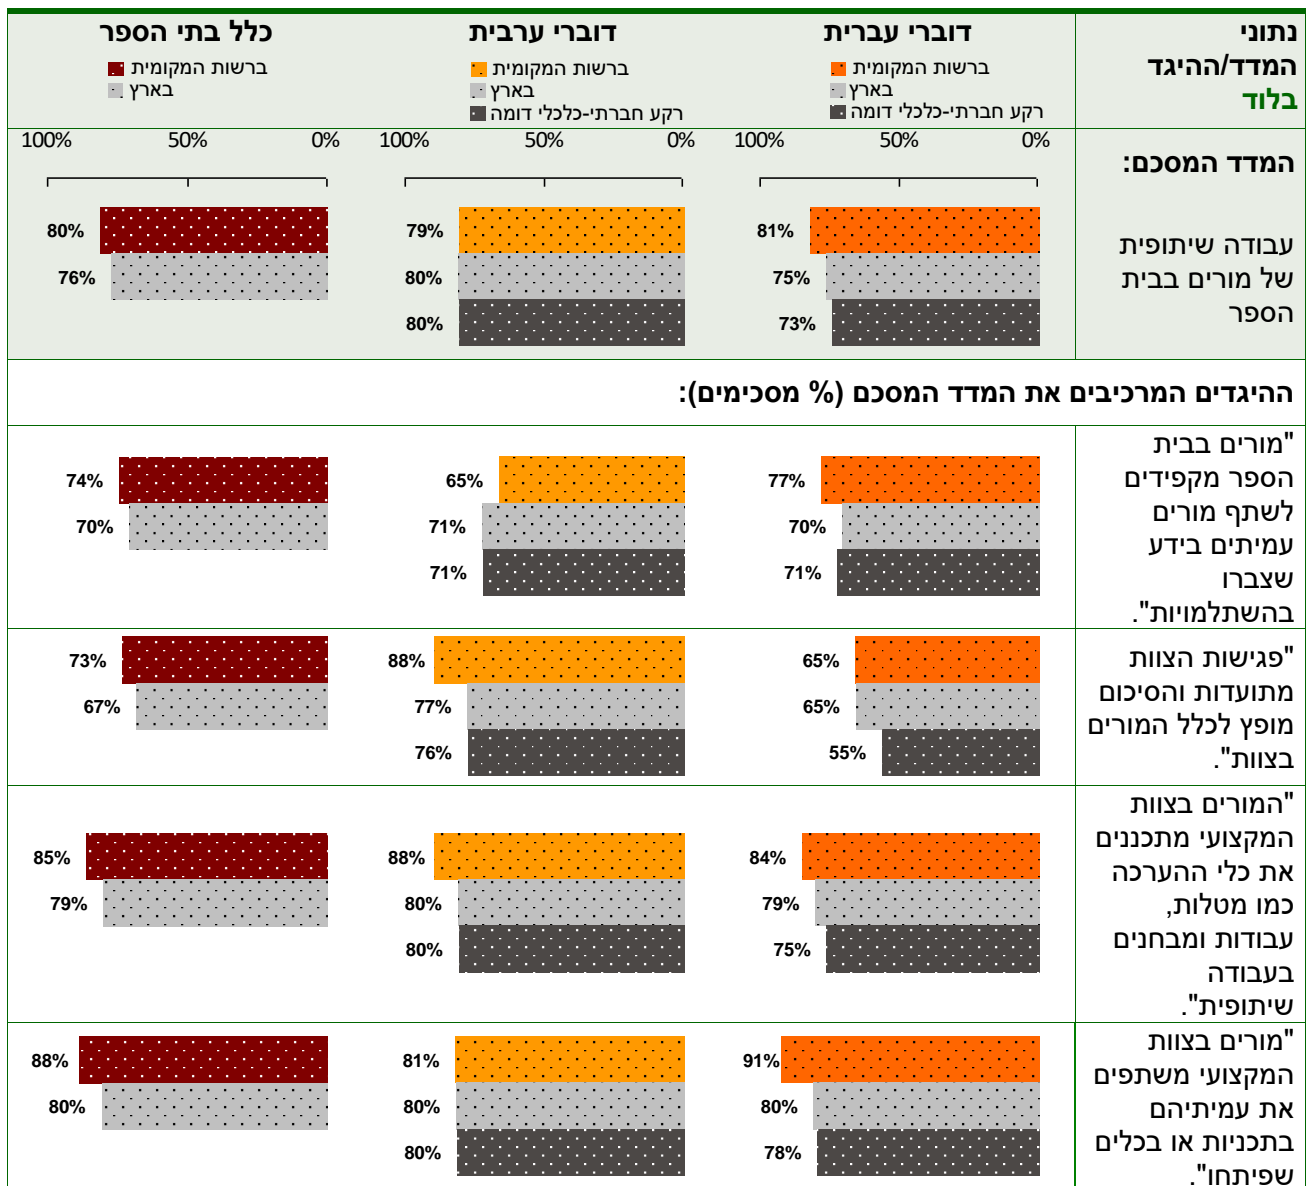 נתוני
המדד/ההיגד
בלוד
דוברי עברית
ברשות המקומית
בארץ
רקע חברתי-כלכלי דומה
דוברי ערבית
ברשות המקומית
בארץ
רקע חברתי-כלכלי דומה
כלל בתי הספר
ברשות המקומית
בארץ
המדד המסכם:
0% 50% 100%
0% 50% 100%
0% 50% 100%
עבודה שיתופית
של מורים בבית
הספר
81%
75%
73%
79%
80%
80%
80%
76%
ההיגדים המרכיבים את המדד המסכם (% מסכימים):
"מורים בבית
הספר מקפידים
לשתף מורים
עמיתים בידע
שצברו
בהשתלמויות".
77%
70%
71%
65%
71%
71%
74%
70%
"פגישות הצוות
מתועדות והסיכום
מופץ לכלל המורים
בצוות".
65%
65%
55%
88%
77%
76%
73%
67%
"המורים בצוות
המקצועי מתכננים
את כלי ההערכה
כמו מטלות,
עבודות ומבחנים
בעבודה
שיתופית".
84%
79%
75%
88%
80%
80%
85%
79%
"מורים בצוות
המקצועי משתפים
את עמיתיהם
בתכניות או בכלים
שפיתחו".
91%
80%
78%
81%
80%
80%
88%
80%